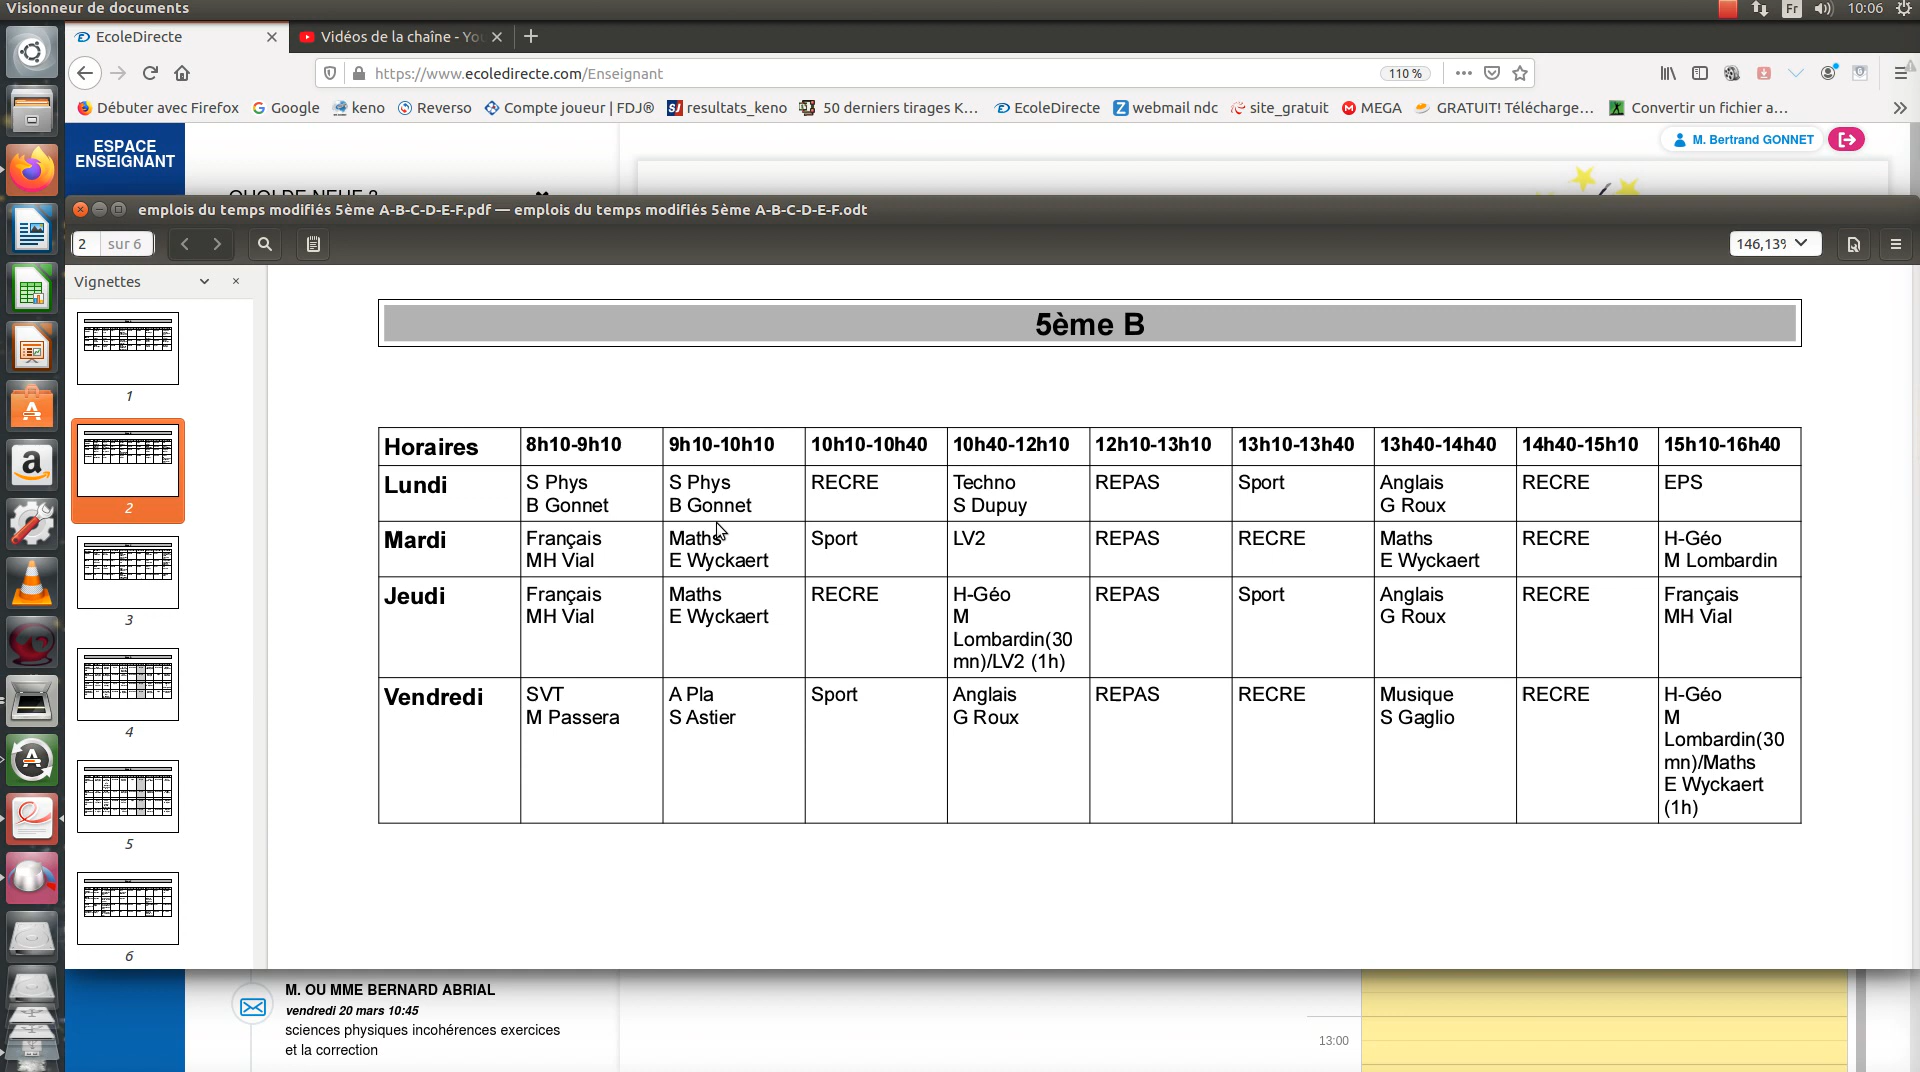 Visionneur de documents
Fr
10:06
EcoleDirecte
Vidéos de la chaîne - You
https://www.ecoledirecte.com/Enseignant
110 %
Débuter avec Firefox
Google
keno
Reverso
Compte joueur | FDJ®
resultats_keno
50 derniers tirages K…
EcoleDirecte
webmail ndc
site_gratuit
MEGA
GRATUIT! Télécharge…
Convertir un fichier a…
ESPACE
ENSEIGNANT
M. Bertrand GONNET
QUOI DE NEUF ?
emplois du temps modifiés 5ème A-B-C-D-E-F.pdf — emplois du temps modifiés 5ème A-B-C-D-E-F.odt
2 sur 6
146,13%
Vignettes
1
2
3
4
5
6
5ème B
Horaires 8h10-9h10 9h10-10h10 10h10-10h40 10h40-12h10 12h10-13h10 13h10-13h40 13h40-14h40 14h40-15h10 15h10-16h40
Lundi S Phys S Phys RECRE Techno REPAS Sport Anglais RECRE EPS
B Gonnet B Gonnet S Dupuy G Roux
Mardi Français Maths Sport LV2 REPAS RECRE Maths RECRE H-Géo
MH Vial E Wyckaert E Wyckaert M Lombardin
Jeudi Français Maths RECRE H-Géo REPAS Sport Anglais RECRE Français
MH Vial E Wyckaert M G Roux MH Vial
Lombardin(30
mn)/LV2 (1h)
Vendredi SVT A Pla Sport Anglais REPAS RECRE Musique RECRE H-Géo
M Passera S Astier G Roux S Gaglio M
Lombardin(30
mn)/Maths
E Wyckaert
(1h)
M. OU MME BERNARD ABRIAL
vendredi 20 mars 10:45
sciences physiques incohérences exercices
et la correction
13:00